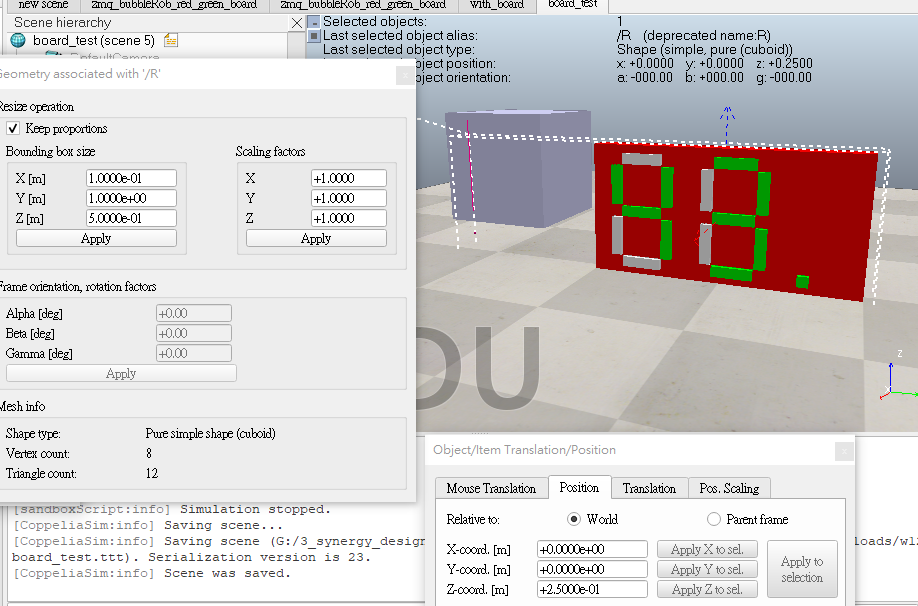 new scene zmq_bubbleRob_red_green_board zmq_bubbleRob_red_green_board with_board board_test
Scene hierarchy
board_test (scene 5)
DefaultCamera
Selected objects: 1
Last selected object alias: /R (deprecated name:R)
Last selected object type: Shape (simple, pure (cuboid))
object position: x: +0.0000 y: +0.0000 z: +0.2500
object orientation: a: -000.00 b: +000.00 g: -000.00
Geometry associated with '/R'
Resize operation
Keep proportions
Bounding box size
X [m] 1.0000e-01
Y [m] 1.0000e+00
Z [m] 5.0000e-01
Apply
Scaling factors
X +1.0000
Y +1.0000
Z +1.0000
Apply
Frame orientation, rotation factors
Alpha [deg] +0.00
Beta [deg] +0.00
Gamma [deg] +0.00
Apply
Mesh info
Shape type: Pure simple shape (cuboid)
Vertex count: 8
Triangle count: 12
DU
z
x
[sandboxScript:info] Simulation stopped.
[CoppeliaSim:info] Saving scene...
[CoppeliaSim:info] Saving scene (G:/3_synergy_design
board_test.ttt). Serialization version is 23.
[CoppeliaSim:info] Scene was saved.
Object/Item Translation/Position
Mouse Translation Position Translation Pos. Scaling
Relative to: World Parent frame
X-coord. [m] +0.0000e+00 Apply X to sel.
Y-coord. [m] +0.0000e+00 Apply Y to sel.
Z-coord. [m] +2.5000e-01 Apply Z to sel.
Apply to
selection